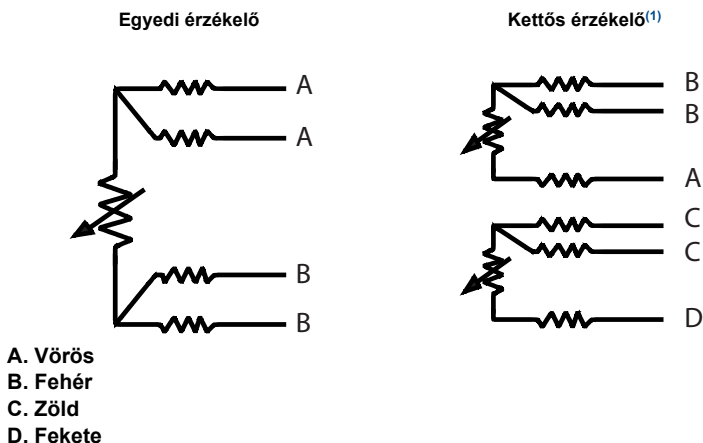 Egyedi érzékelő
Kettős érzékelő(1)
A
A
B
B
B
B
A
C
C
D
A. Vörös
B. Fehér
C. Zöld
D. Fekete